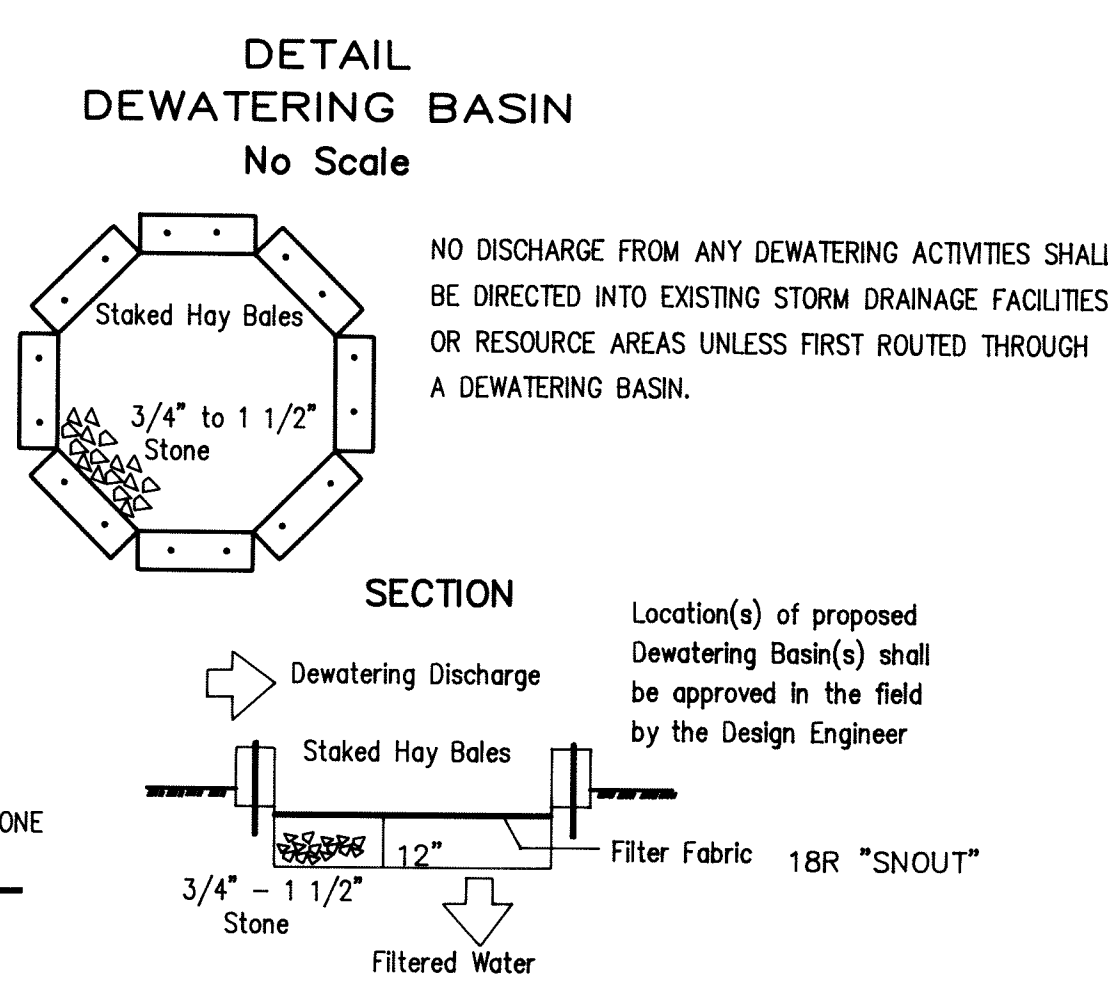 DETAIL
DEWATERING BASIN
No Scale
NO DISCHARGE FROM ANY DEWATERING ACTIVITIES SHALL
BE DIRECTED INTO EXISTING STORM DRAINAGE FACILITIES
OR RESOURCE AREAS UNLESS FIRST ROUTED THROUGH
A DEWATERING BASIN.
Staked Hay Bales
3/4" to 1 1/2"
Stone
SECTION
Location(s) of proposed
Dewatering Basin(s) shall
be approved in the field
by the Design Engineer
Dewatering Discharge
Staked Hay Bales
ONE
12"
Filter Fabric
18R "SNOUT"
3/4" - 1 1/2"
Stone
Filtered Water